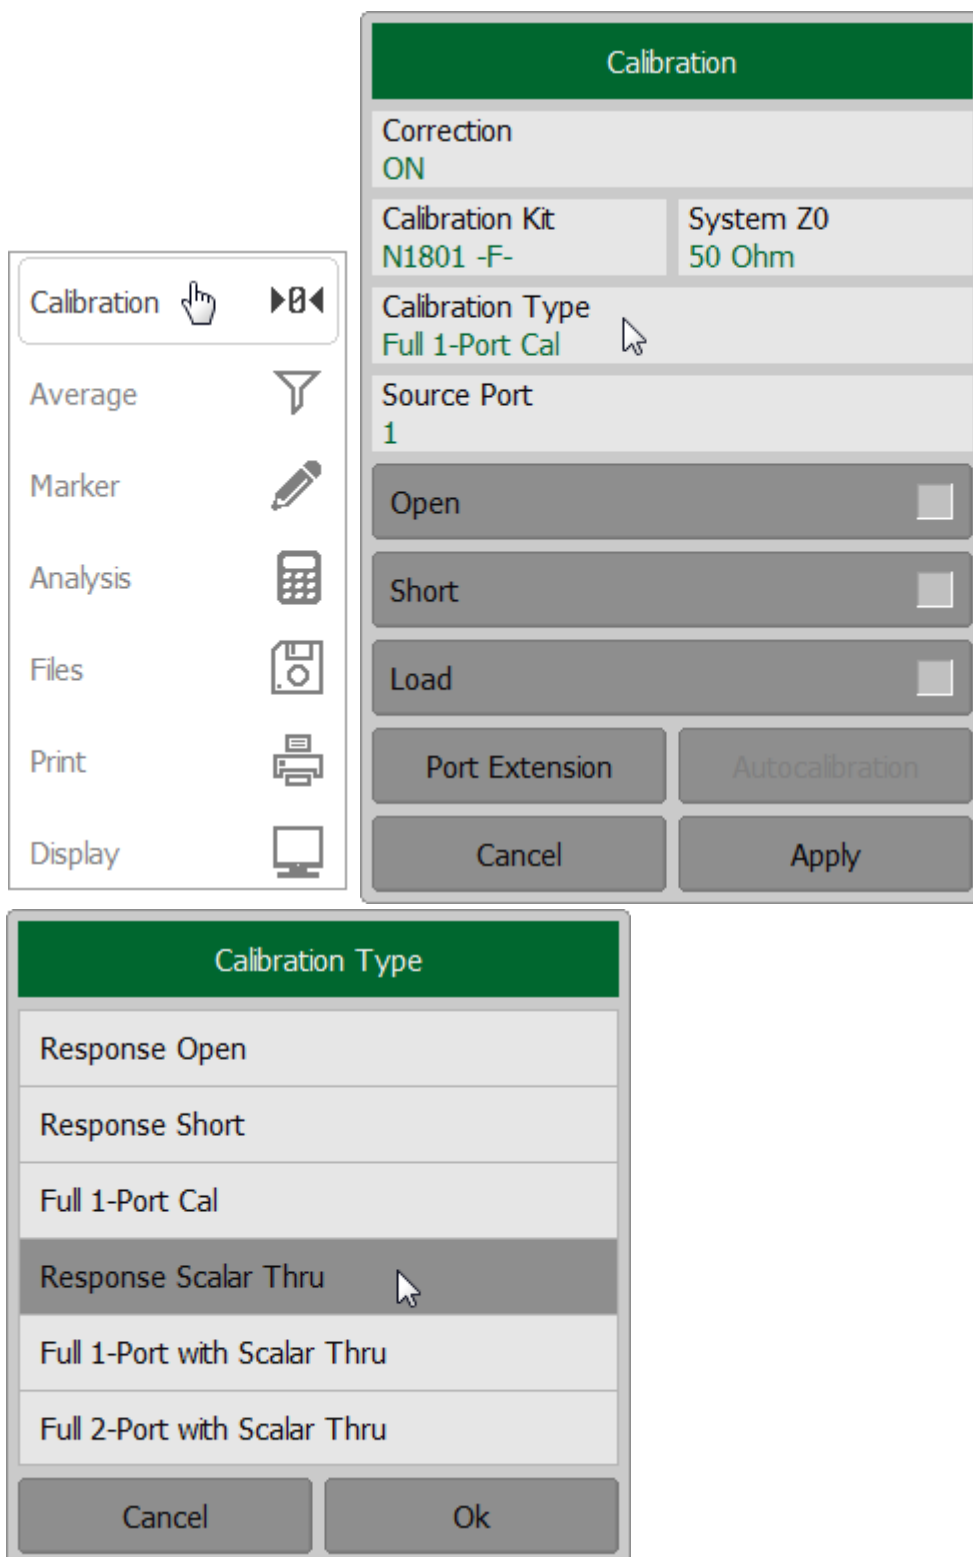 Calibration
Average
Marker
Analysis
Files
Print
Display
Calibration
Correction
ON
Calibration Kit
N1801 -F-
System Z0
50 Ohm
Calibration Type
Full 1-Port Cal
Source Port
1
Open
Short
Load
Port Extension
Autocalibration
Cancel
Apply
Calibration Type
Response Open
Response Short
Full 1-Port Cal
Response Scalar Thru
Full 1-Port with Scalar Thru
Full 2-Port with Scalar Thru
Cancel
Ok